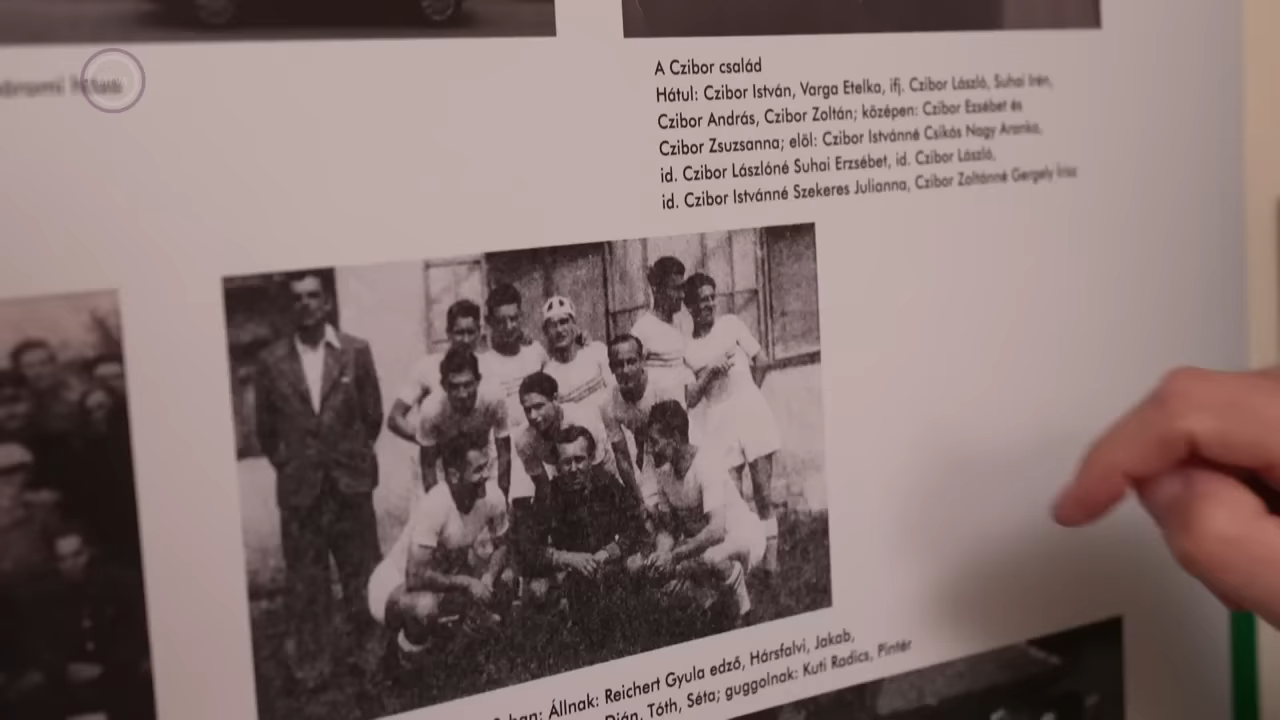 A Czibor család
Hátul: Czibor István, Varga Etelka, ifj. Czibor László, Suhai Irén,
Czibor András, Czibor Zoltán; középen: Czibor Erzsébet és
Czibor Zsuzsanna; elöl: Czibor Istvánné Csikós Nagy Aranka,
id. Czibor Lászlóné Suhai Erzsébet, id. Czibor László,
id. Czibor Istvánné Szekeres Julianna, Czibor Zoltánné Gergely
Állnak: Reichert Gyula edző, Hársfalvi, Jakab,
Dián, Tóth, Séta; guggolnak: Kuti Radics, Pintér